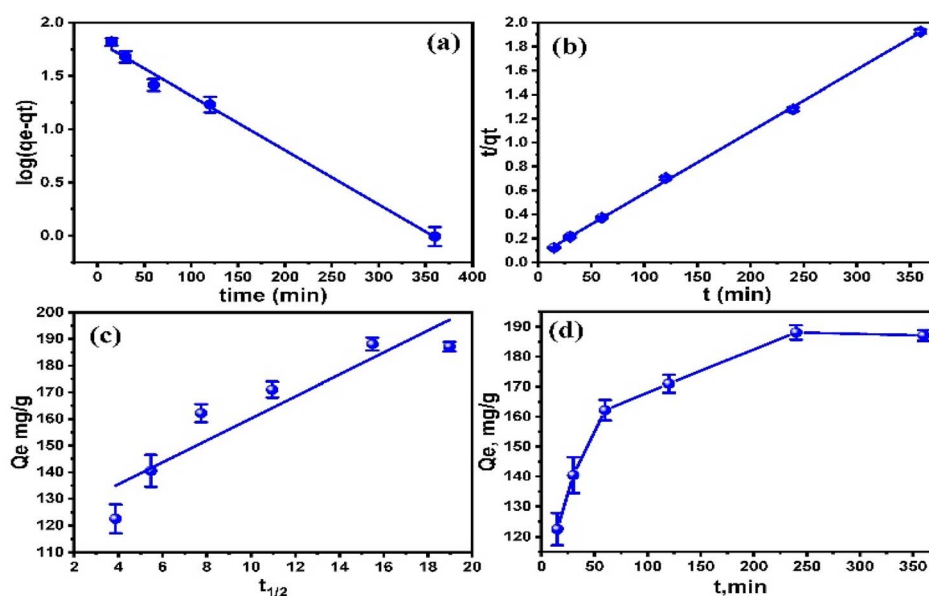 (a)
log(qe-qt)
2.0
1.5
1.0
0.5
0.0
0 50 100 150 200 250 300 350 400
time (min)
(b)
t/qt
2.0
1.8
1.6
1.4
1.2
1.0
0.8
0.6
0.4
0.2
0.0
0 50 100 150 200 250 300 350
t (min)
(c)
Qe mg/g
200
190
180
170
160
150
140
130
120
110
2 4 6 8 10 12 14 16 18 20
t1/2
(d)
Qe, mg/g
190
180
170
160
150
140
130
120
0 50 100 150 200 250 300 350
t,min